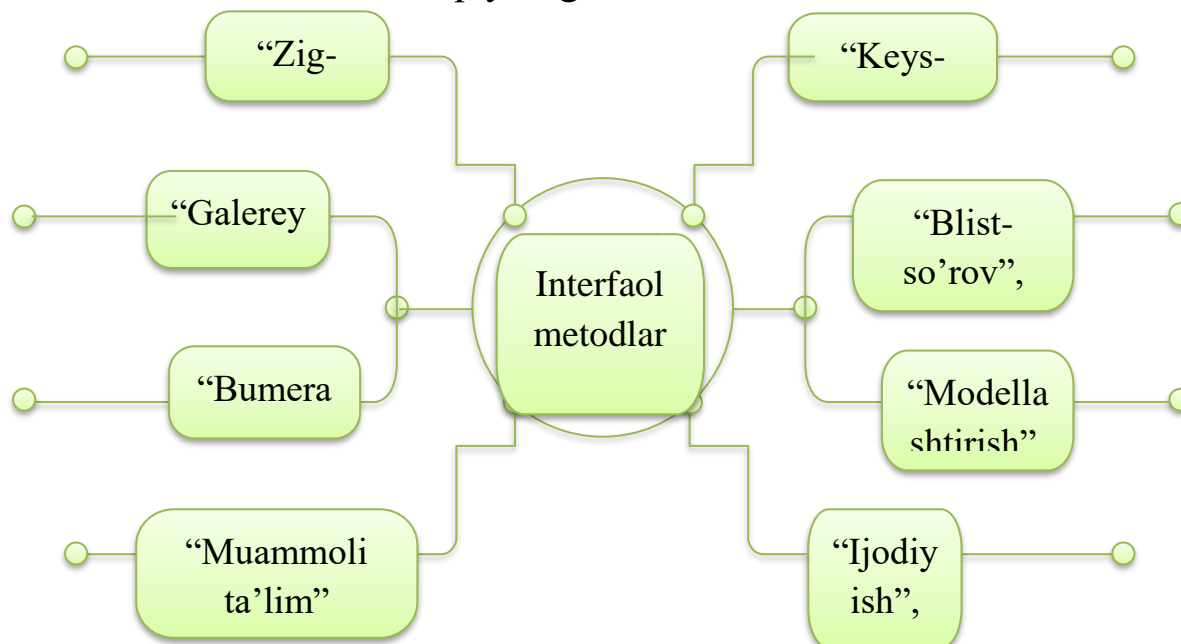 “Zig-
“Keys-
“Galerey
“Blist-
so’rov”,
Interfaol
metodlar
“Bumera
“Modella
shtirish”
“Muammoli
ta’lim”
“Ijodiy
ish”,